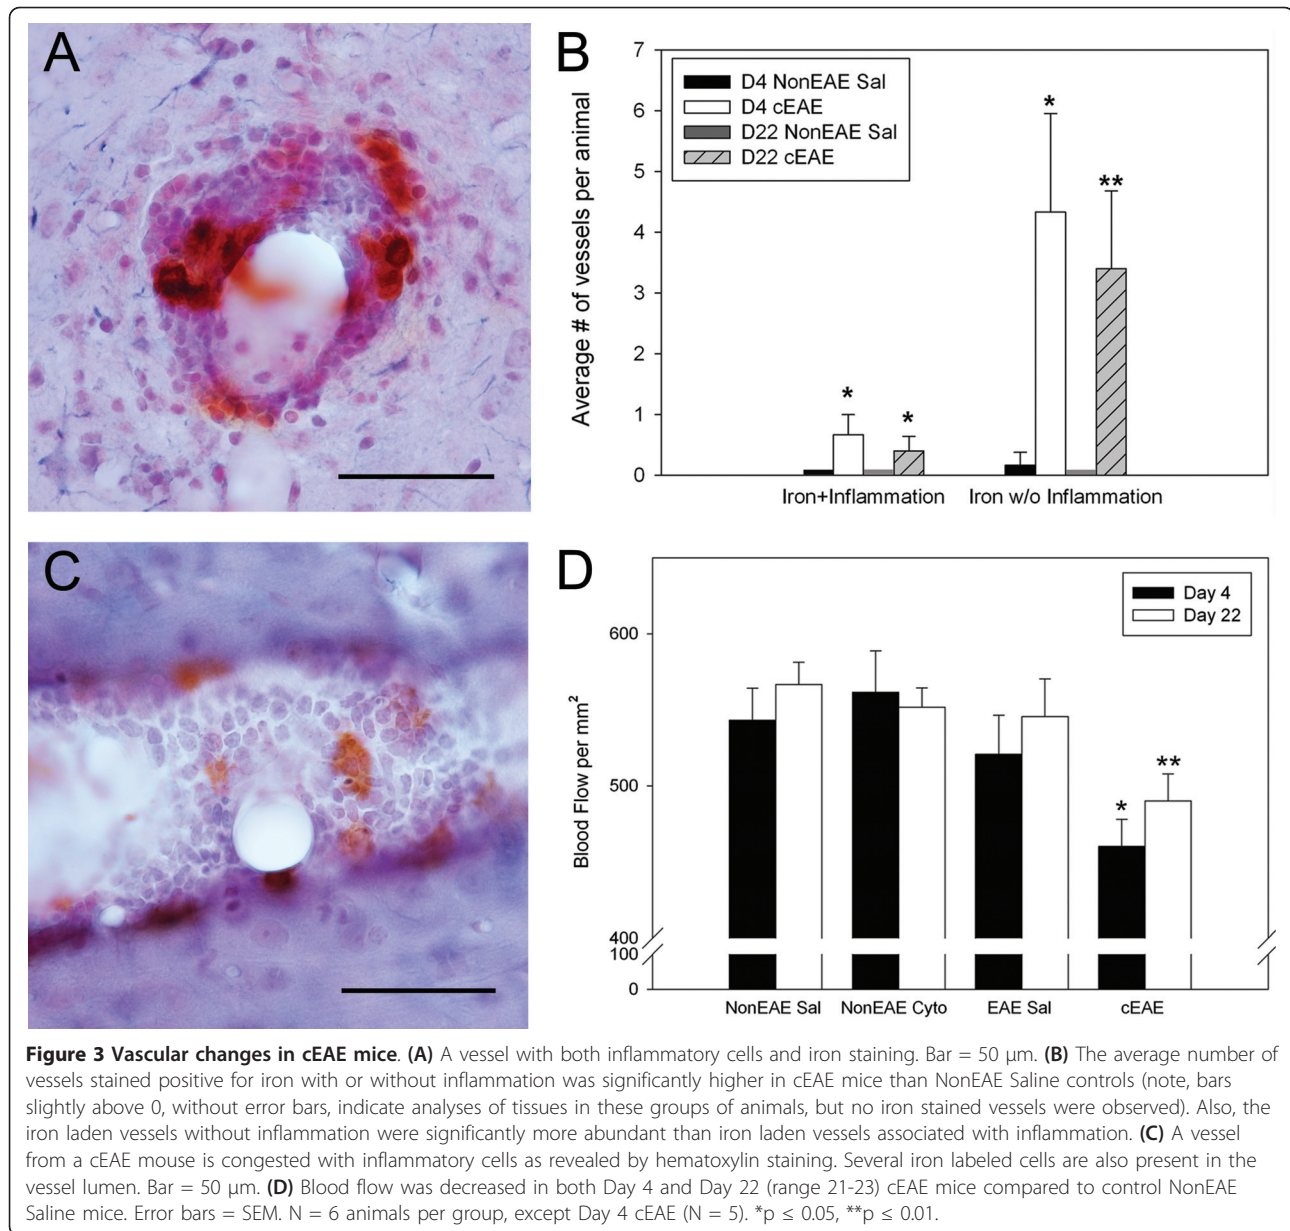 A
B
7
6
5
4
3
2
1
0
Average # of vessels per animal
D4 NonEAE Sal
D4 cEAE
D22 NonEAE Sal
D22 cEAE
*
*
*
**
Iron+Inflammation
Iron w/o Inflammation
C
D
600
500
400
100
0
Blood Flow per mm²
Day 4
Day 22
*
**
NonEAE Sal
NonEAE Cyto
EAE Sal
cEAE
Figure 3 Vascular changes in cEAE mice. (A) A vessel with both inflammatory cells and iron staining. Bar = 50 μm. (B) The average number of
vessels stained positive for iron with or without inflammation was significantly higher in cEAE mice than NonEAE Saline controls (note, bars
slightly above 0, without error bars, indicate analyses of tissues in these groups of animals, but no iron stained vessels were observed). Also, the
iron laden vessels without inflammation were significantly more abundant than iron laden vessels associated with inflammation. (C) A vessel
from a cEAE mouse is congested with inflammatory cells as revealed by hematoxylin staining. Several iron labeled cells are also present in the
vessel lumen. Bar = 50 μm. (D) Blood flow was decreased in both Day 4 and Day 22 (range 21-23) cEAE mice compared to control NonEAE
Saline mice. Error bars = SEM. N = 6 animals per group, except Day 4 cEAE (N = 5). *p ≤ 0.05, **p ≤ 0.01.